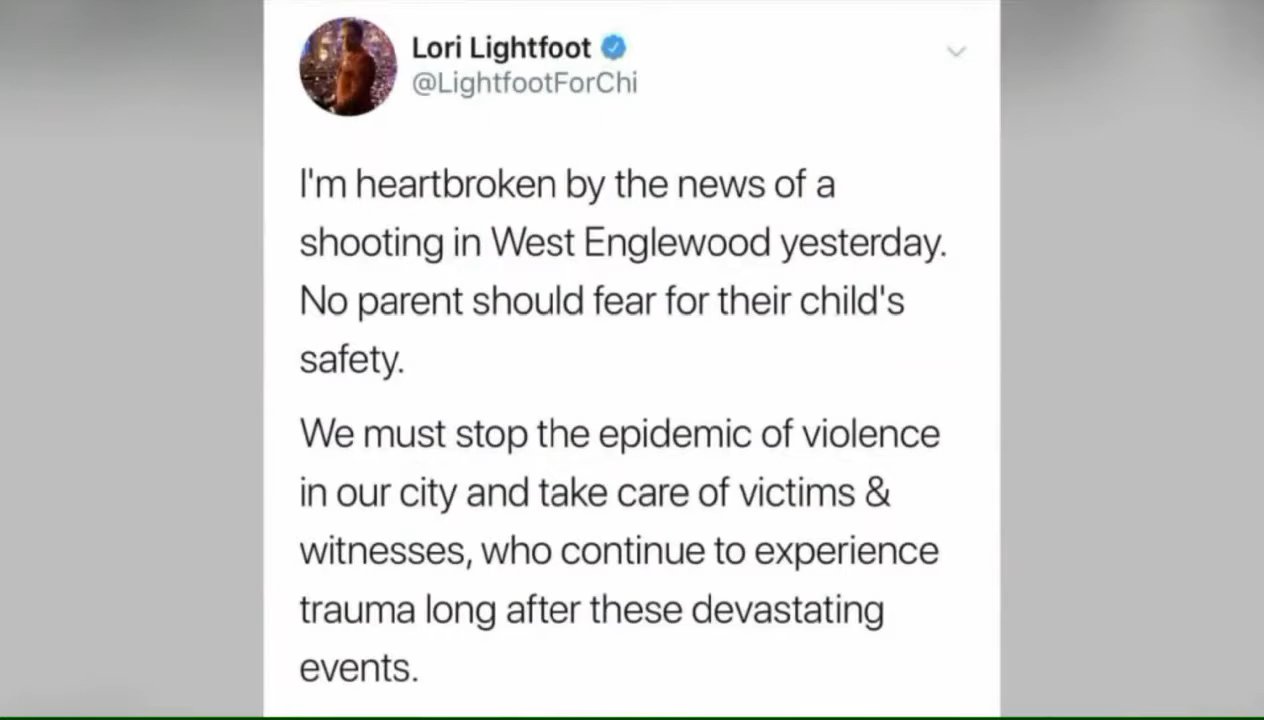 Lori Lightfoot
@LightfootForChi
I'm heartbroken by the news of a
shooting in West Englewood yesterday.
No parent should fear for their child's
safety.
We must stop the epidemic of violence
in our city and take care of victims &
witnesses, who continue to experience
trauma long after these devastating
events.